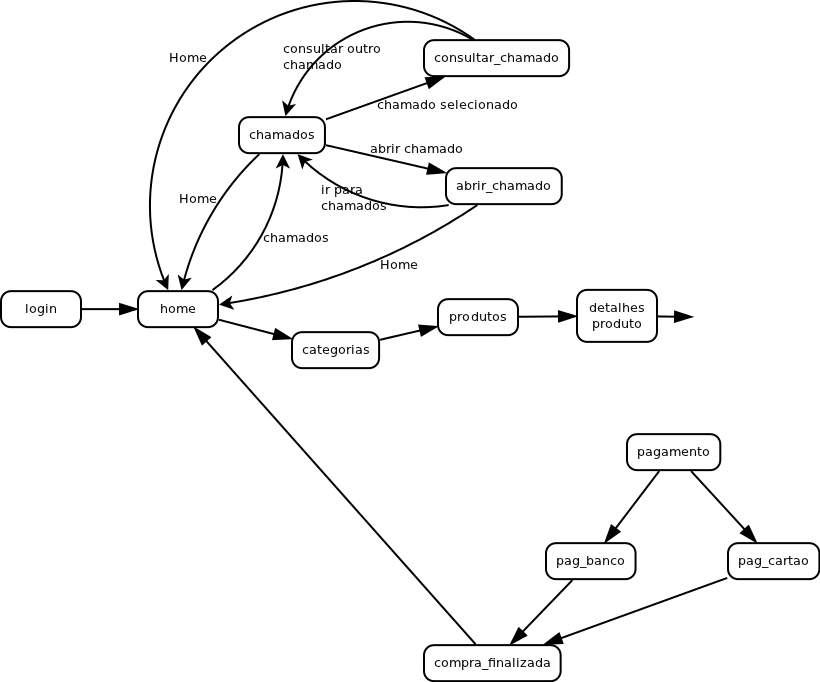 Home
consultar outro
chamado
consultar_chamado
chamado selecionado
chamados
abrir chamado
abrir_chamado
ir para
chamados
Home
chamados
Home
login
home
categorias
produtos
detalhes
produto
pagamento
pag_banco
pag_cartao
compra_finalizada